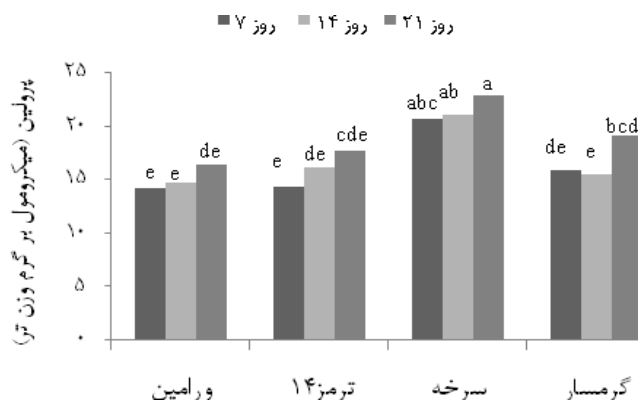 ۷ روز ۱۴ روز ۲۱ روز
پرولین (میکرومول بر گرم وزن تر)
۲۵
۲۰
۱۵
۱۰
۵
۰
e e de
e de cde
abc ab a
de e bcd
ورامین ترمز۱۴ سرخه گرمسار